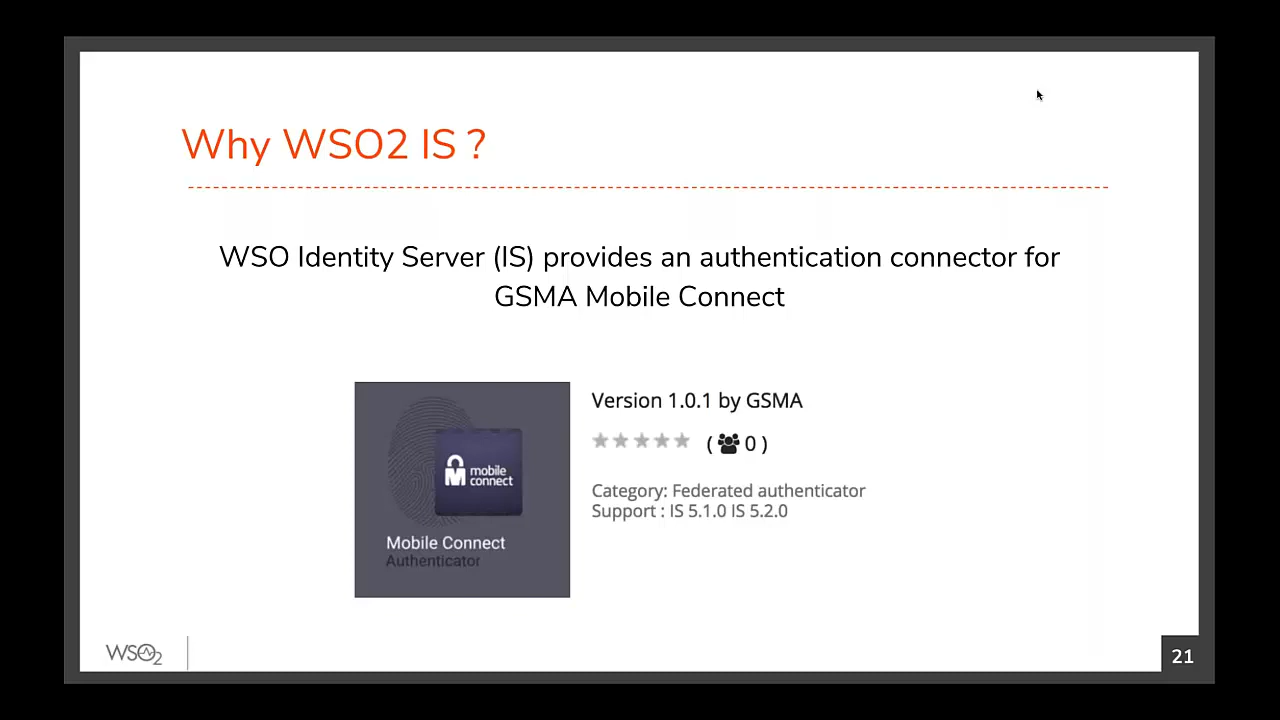 Why WSO2 IS ?
WSO Identity Server (IS) provides an authentication connector for
GSMA Mobile Connect
Version 1.0.1 by GSMA
( 0 )
mobile
connect
Category: Federated authenticator
Support : IS 5.1.0 IS 5.2.0
Mobile Connect
Authenticator
WSO2
21